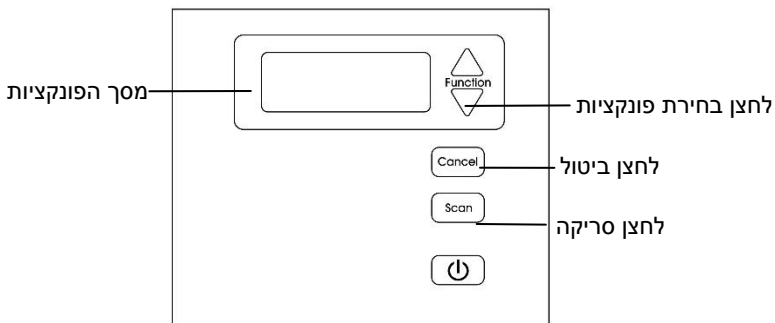 Function
מסך הפונקציות
לחצן בחירת פונקציות
Cancel
לחצן ביטול
Scan
לחצן סריקה